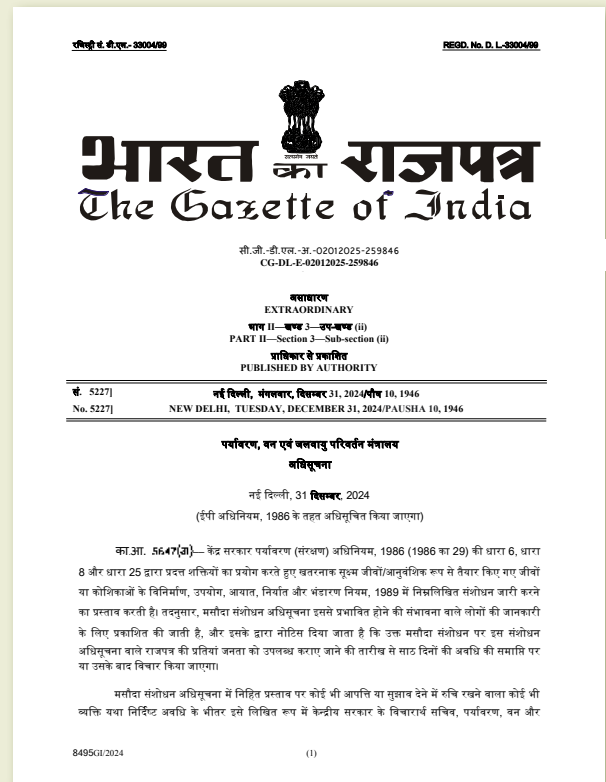 रजिस्ट्री सं. डी.एल.- 33004/99
REGD. No. D. L.-33004/99
सत्यमेव जयते
भारत का राजपत्र
The Gazette of India
सी.जी.-डी.एल.-अ.-02012025-259846
CG-DL-E-02012025-259846
असाधारण
EXTRAORDINARY
भाग II—खण्ड 3—उप-खण्ड (ii)
PART II—Section 3—Sub-section (ii)
प्राधिकार से प्रकाशित
PUBLISHED BY AUTHORITY
सं. 5227]
नई दिल्ली, मंगलवार, दिसम्बर 31, 2024/पौष 10, 1946
No. 5227]
NEW DELHI, TUESDAY, DECEMBER 31, 2024/PAUSHA 10, 1946
पर्यावरण, वन एवं जलवायु परिवर्तन मंत्रालय
अधिसूचना
नई दिल्ली, 31 दिसम्बर, 2024
(ईपी अधिनियम, 1986 के तहत अधिसूचित किया जाएगा)
का.आ. 5647(अ)— केंद्र सरकार पर्यावरण (संरक्षण) अधिनियम, 1986 (1986 का 29) की धारा 6, धारा
8 और धारा 25 द्वारा प्रदत्त शक्तियों का प्रयोग करते हुए खतरनाक सूक्ष्म जीवों/आनुवंशिक रूप से तैयार किए गए जीवों
या कोशिकाओं के विनिर्माण, उपयोग, आयात, निर्यात और भंडारण नियम, 1989 में निम्नलिखित संशोधन जारी करने
का प्रस्ताव करती है। तदनुसार, मसौदा संशोधन अधिसूचना इससे प्रभावित होने की संभावना वाले लोगों की जानकारी
के लिए प्रकाशित की जाती है, और इसके द्वारा नोटिस दिया जाता है कि उक्त मसौदा संशोधन पर इस संशोधन
अधिसूचना वाले राजपत्र की प्रतियां जनता को उपलब्ध कराए जाने की तारीख से साठ दिनों की अवधि की समाप्ति पर
या उसके बाद विचार किया जाएगा।
मसौदा संशोधन अधिसूचना में निहित प्रस्ताव पर कोई भी आपत्ति या सुझाव देने में रुचि रखने वाला कोई भी
व्यक्ति यथा निर्दिष्ट अवधि के भीतर इसे लिखित रूप में केन्द्रीय सरकार के विचारार्थ सचिव, पर्यावरण, वन और
8495GI/2024
(1)